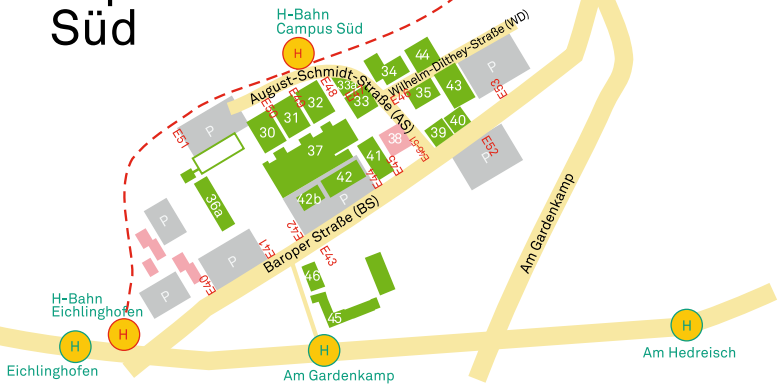 Süd
H-Bahn
Campus Süd
H
August-Schmidt-Straße (AS)
Wilhelm-Dilthey-Straße (WD)
34
44
33a
33
35
43
E48
E49
E50
E53
P
32
31
30
E51
P
38
39
40
E52
P
37
41
E45
E44
42
42b
P
36a
E42
E43
E41
Baroper Straße (BS)
P
P
P
E40
46
45
Am Gardenkamp
H-Bahn
Eichlinghofen
H
H
Eichlinghofen
H
Am Gardenkamp
H
Am Hedreisch